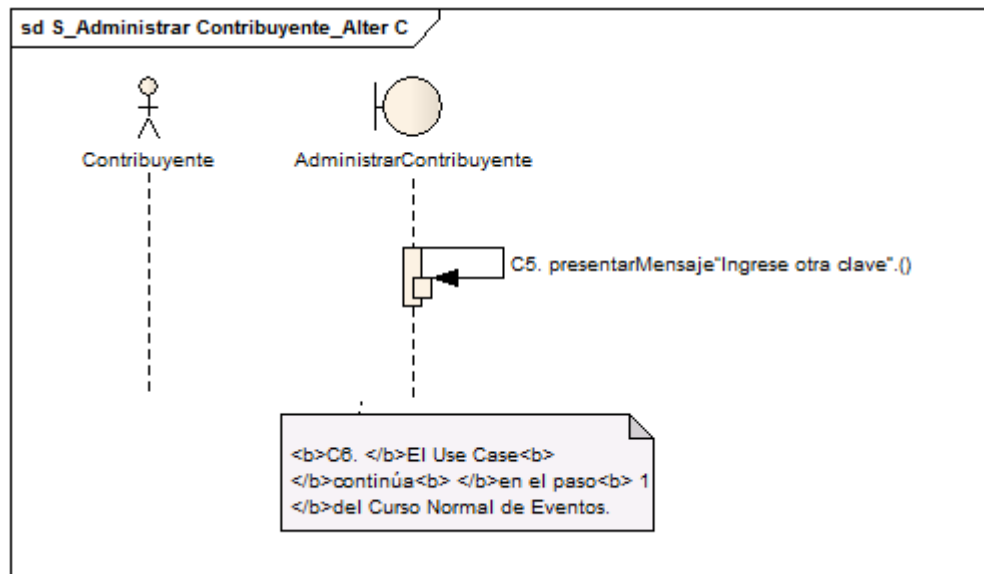 sd S_Administrar Contribuyente_Alter C
Contribuyente
AdministrarContribuyente
C5. presentarMensaje"Ingrese otra clave".()
<b>C6. </b>El Use Case<b>
</b>continúa<b> </b>en el paso<b> 1
</b>del Curso Normal de Eventos.